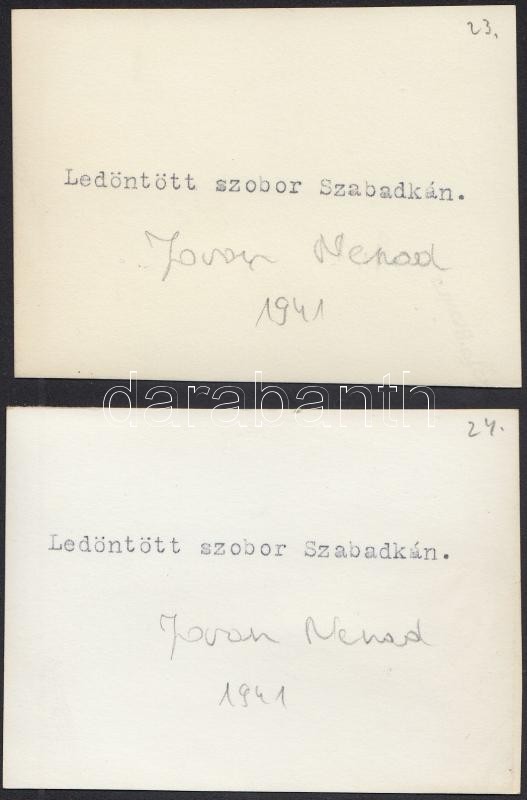 23.
Ledöntött szobor Szabadkán.
Jovan Nenad
1941
darabanth
24.
Ledöntött szobor Szabadkán.
Jovan Nenad
1941